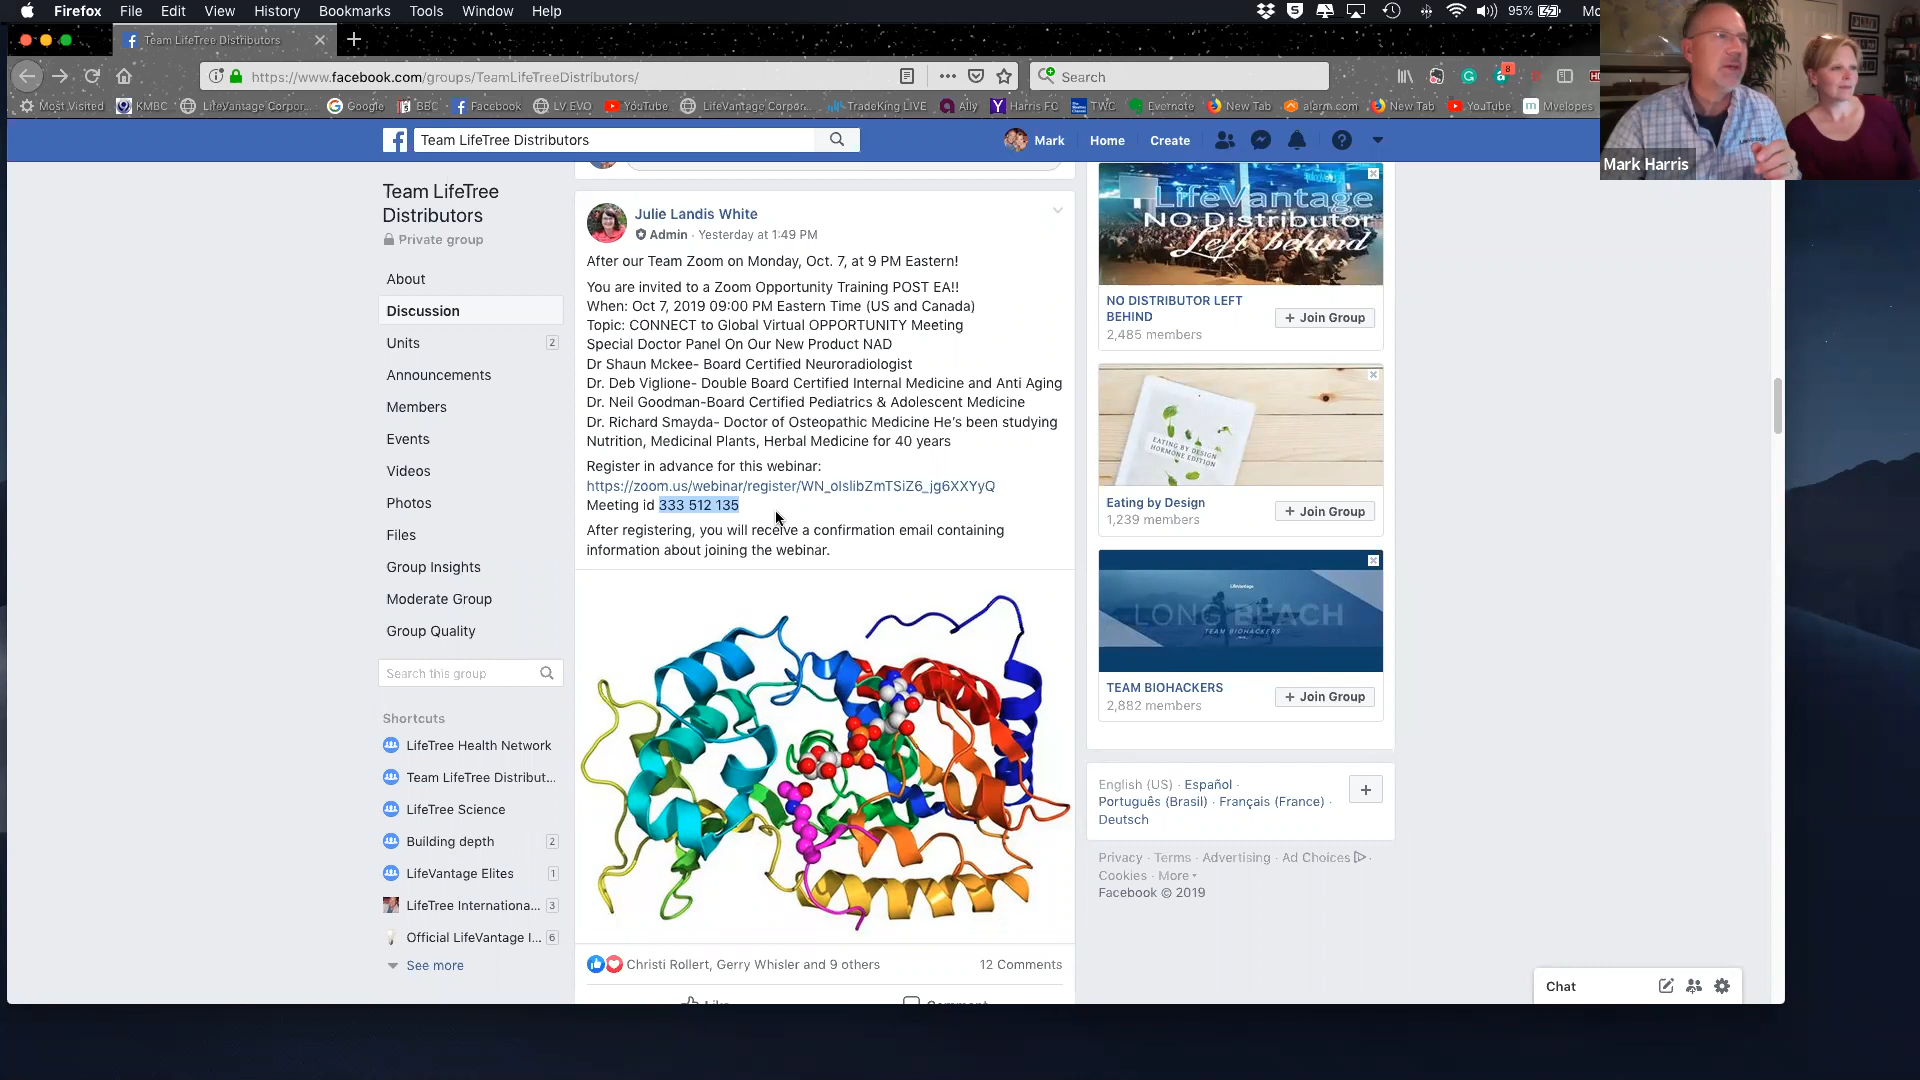 Firefox File Edit View History Bookmarks Tools Window Help
95%
Team LifeTree Distributors
https://www.facebook.com/groups/TeamLifeTreeDistributors/
Search
Most Visited KMBC LifeVantage Corpor... Google BBC Facebook LV EVO YouTube LifeVantage Corpor... TradeKing LIVE Ally Harris FC TWC Evernote New Tab alarm.com New Tab YouTube Mvelopes
Mark Harris
Team LifeTree Distributors
Mark Home Create
Team LifeTree
Distributors
Private group
About
Discussion
Units 2
Announcements
Members
Events
Videos
Photos
Files
Group Insights
Moderate Group
Group Quality
Search this group
Shortcuts
LifeTree Health Network
Team LifeTree Distribut...
LifeTree Science
Building depth 2
LifeVantage Elites 1
LifeTree Internationa... 3
Official LifeVantage I... 6
See more
Julie Landis White
Admin · Yesterday at 1:49 PM
After our Team Zoom on Monday, Oct. 7, at 9 PM Eastern!
You are invited to a Zoom Opportunity Training POST EA!!
When: Oct 7, 2019 09:00 PM Eastern Time (US and Canada)
Topic: CONNECT to Global Virtual OPPORTUNITY Meeting
Special Doctor Panel On Our New Product NAD
Dr Shaun Mckee- Board Certified Neuroradiologist
Dr. Deb Viglione- Double Board Certified Internal Medicine and Anti Aging
Dr. Neil Goodman-Board Certified Pediatrics & Adolescent Medicine
Dr. Richard Smayda- Doctor of Osteopathic Medicine He's been studying
Nutrition, Medicinal Plants, Herbal Medicine for 40 years
Register in advance for this webinar:
https://zoom.us/webinar/register/WN_oIslibZmTSiZ6_jg6XXYyQ
Meeting id 333 512 135
After registering, you will receive a confirmation email containing
information about joining the webinar.
Christi Rollert, Gerry Whisler and 9 others 12 Comments
Like Comment
LifeVantage
NO Distributor
Left behind
NO DISTRIBUTOR LEFT
BEHIND
2,485 members
+ Join Group
EATING BY DESIGN
HORMONE EDITION
Eating by Design
1,239 members
+ Join Group
LifeVantage
LONG BEACH
TEAM BIOHACKERS
TEAM BIOHACKERS
2,882 members
+ Join Group
English (US) · Español ·
Português (Brasil) · Français (France) ·
Deutsch
Privacy · Terms · Advertising · Ad Choices ·
Cookies · More
Facebook © 2019
Chat